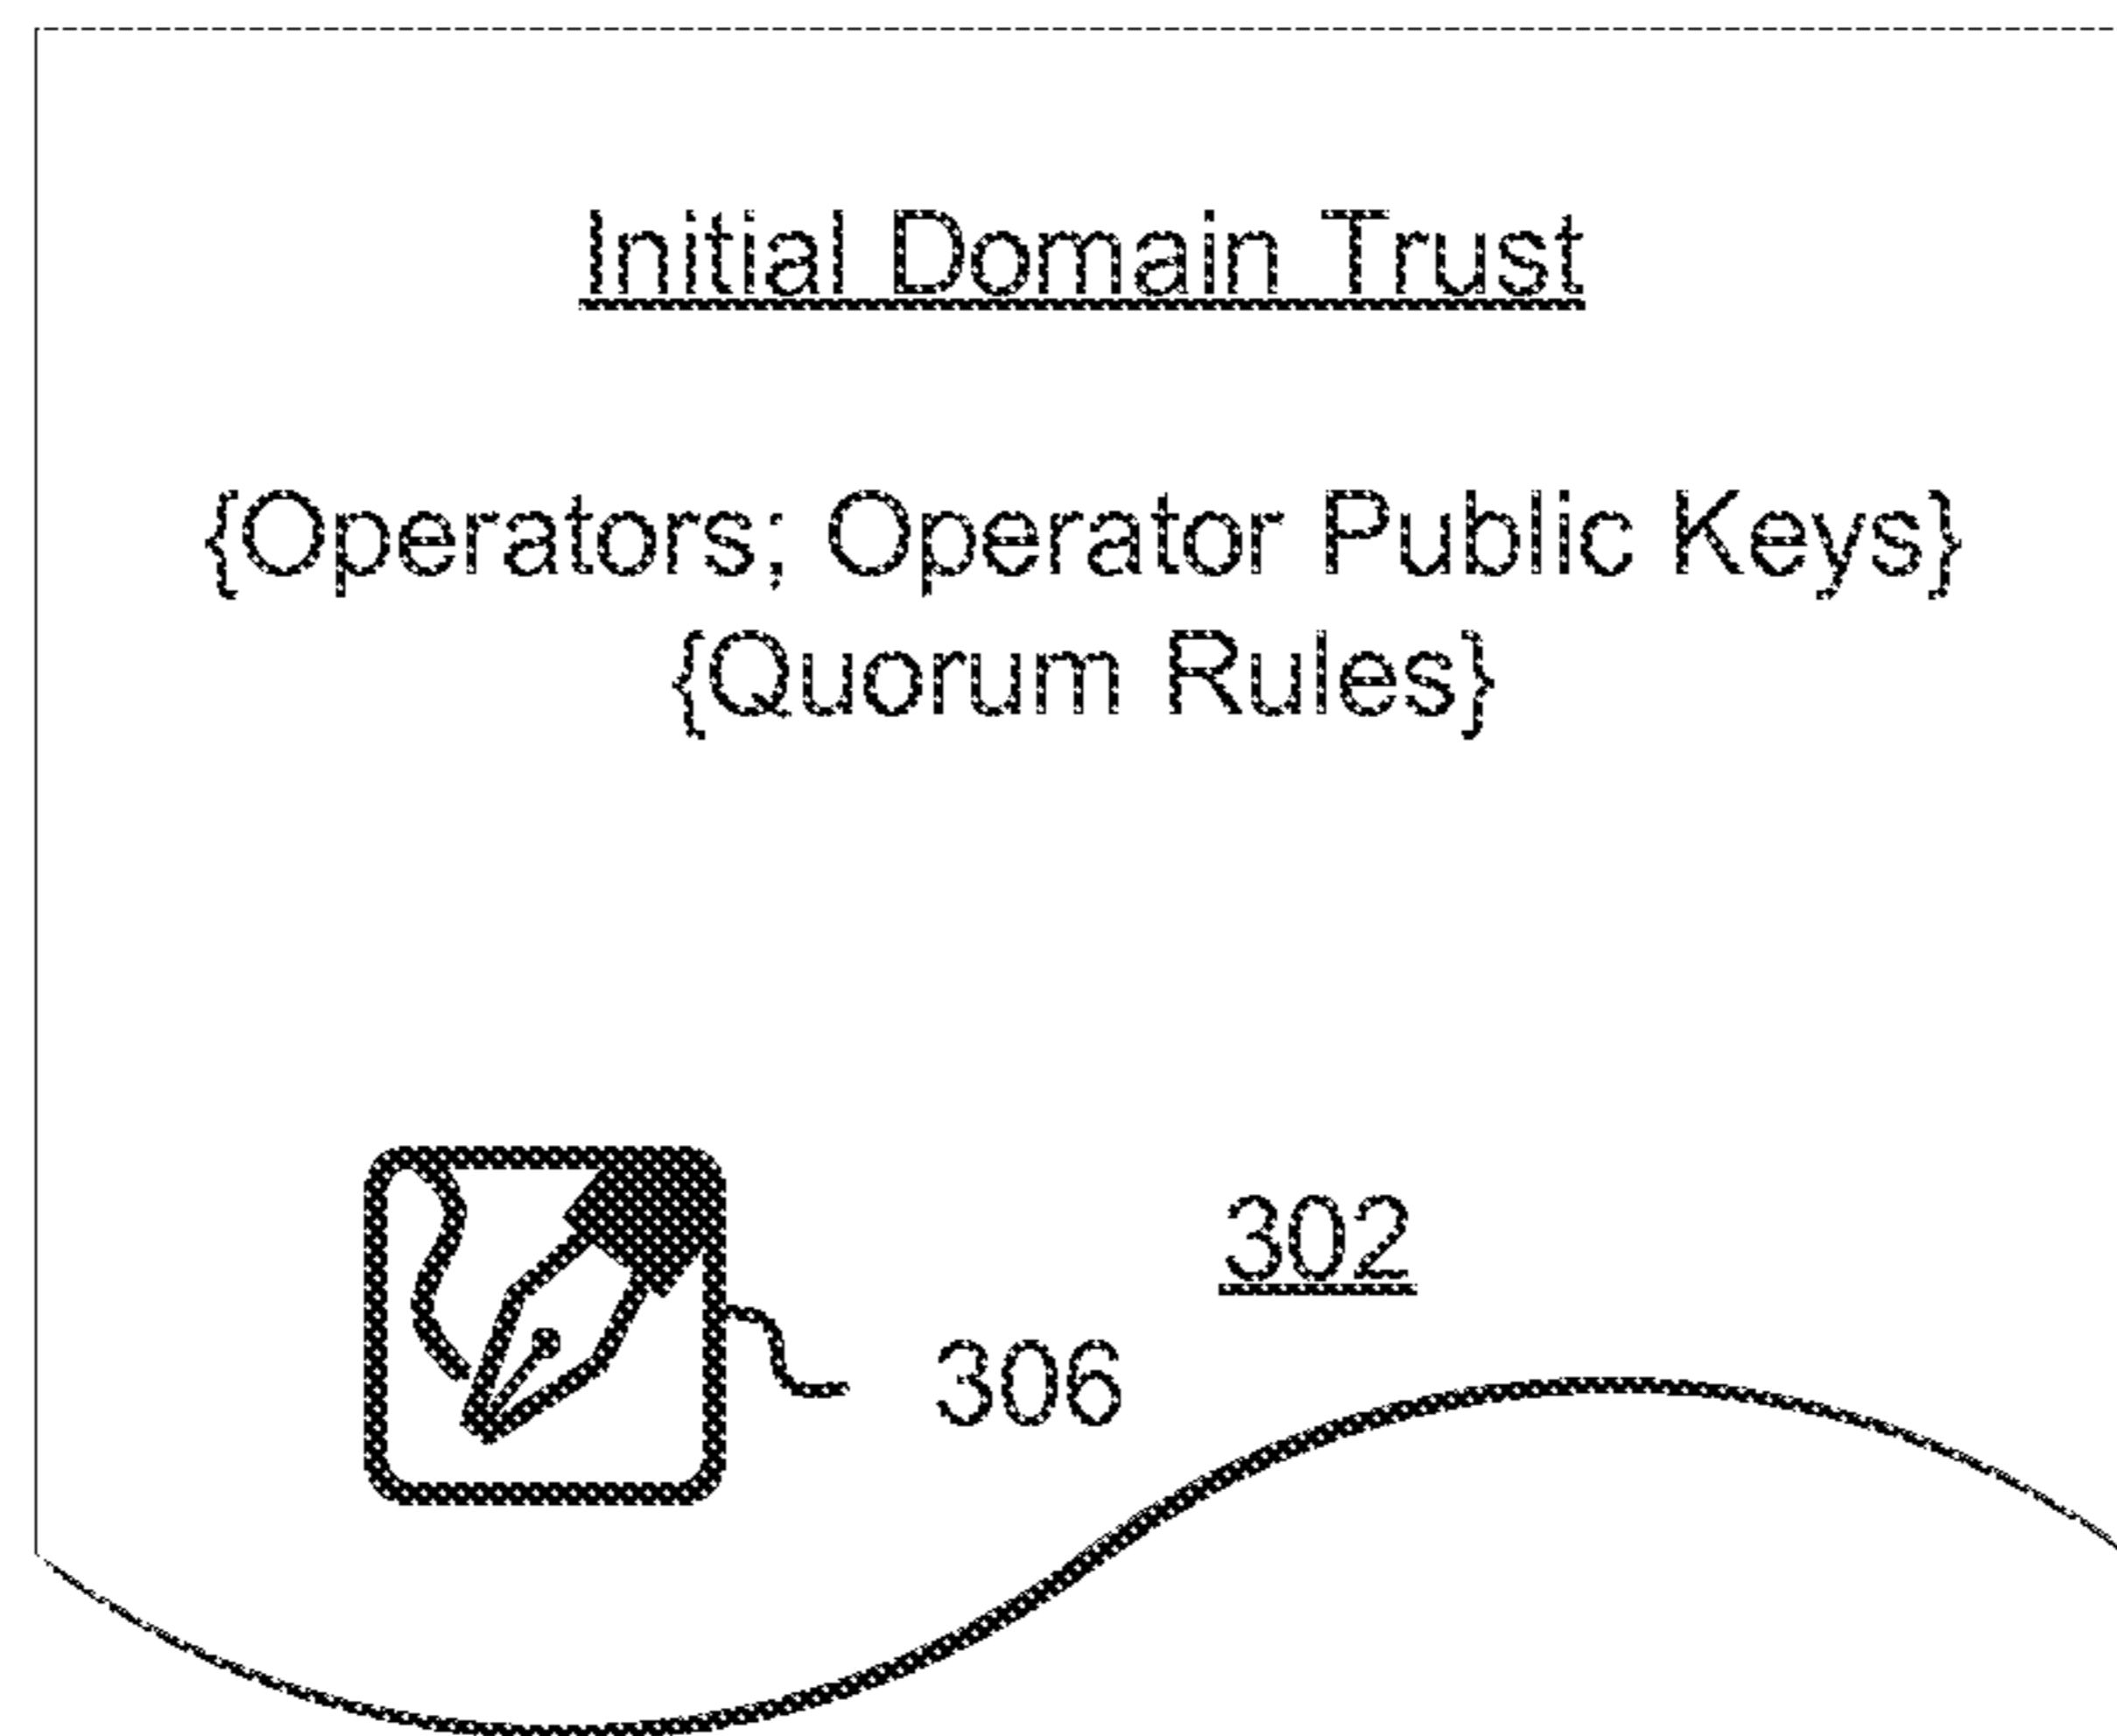 Initial Domain Trust
{Operators; Operator Public Keys}
{Quorum Rules}
302
306